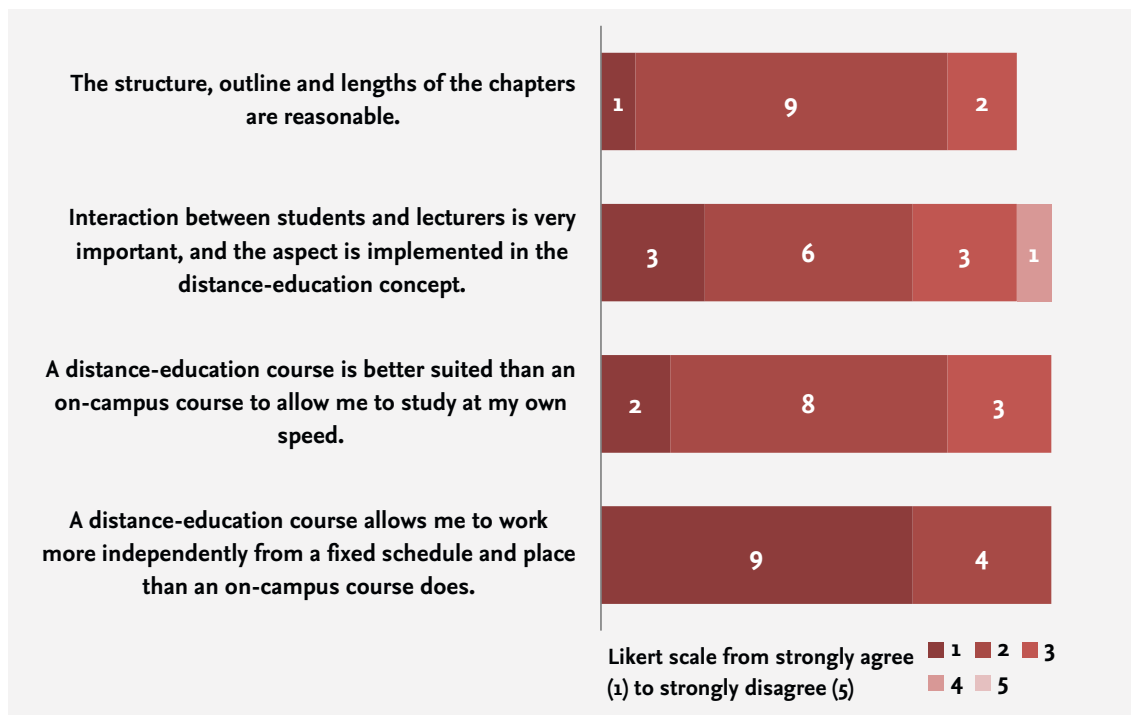 The structure, outline and lengths of the chapters
are reasonable.
1 9 2
Interaction between students and lecturers is very
important, and the aspect is implemented in the
distance-education concept.
3 6 3 1
A distance-education course is better suited than an
on-campus course to allow me to study at my own
speed.
2 8 3
A distance-education course allows me to work
more independently from a fixed schedule and place
than an on-campus course does.
9 4
Likert scale from strongly agree
(1) to strongly disagree (5)
1 2 3
4 5